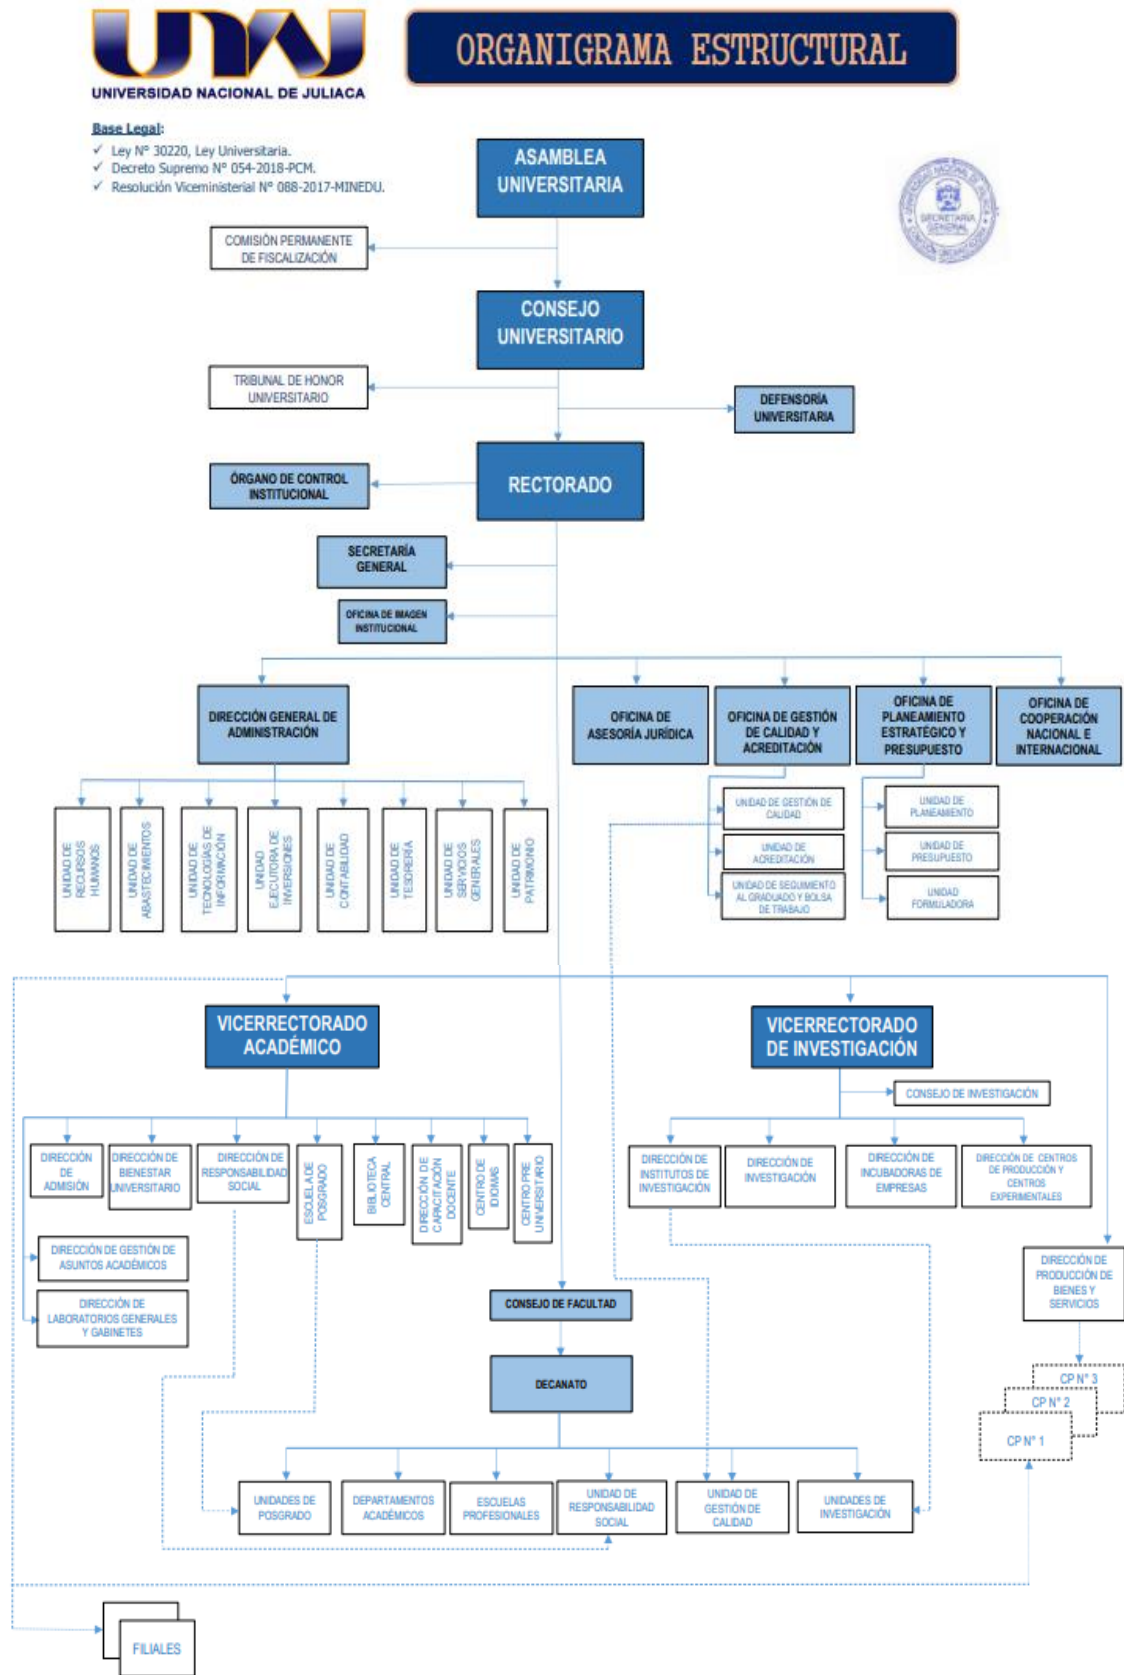 UNAJ
UNIVERSIDAD NACIONAL DE JULIACA
ORGANIGRAMA ESTRUCTURAL
Base Legal:
✓ Ley N° 30220, Ley Universitaria.
✓ Decreto Supremo N° 054-2018-PCM.
✓ Resolución Viceministerial N° 088-2017-MINEDU.
ASAMBLEA
UNIVERSITARIA
UNIVERSIDAD NACIONAL DE JULIACA
SECRETARÍA
GENERAL
COMISIÓN PERMANENTE
DE FISCALIZACIÓN
CONSEJO
UNIVERSITARIO
TRIBUNAL DE HONOR
UNIVERSITARIO
DEFENSORÍA
UNIVERSITARIA
ÓRGANO DE CONTROL
INSTITUCIONAL
RECTORADO
SECRETARÍA
GENERAL
OFICINA DE IMAGEN
INSTITUCIONAL
DIRECCIÓN GENERAL DE
ADMINISTRACIÓN
OFICINA DE
ASESORÍA JURÍDICA
OFICINA DE GESTIÓN
DE CALIDAD Y
ACREDITACIÓN
OFICINA DE
PLANEAMIENTO
ESTRATÉGICO Y
PRESUPUESTO
OFICINA DE
COOPERACIÓN
NACIONAL E
INTERNACIONAL
UNIDAD DE
RECURSOS
HUMANOS
UNIDAD DE
ABASTECIMIENTOS
UNIDAD DE
TECNOLOGÍAS DE
INFORMACIÓN
UNIDAD
EJECUTORA DE
INVERSIONES
UNIDAD DE
CONTABILIDAD
UNIDAD DE
TESORERÍA
UNIDAD DE
SERVICIOS
GENERALES
UNIDAD DE
PATRIMONIO
UNIDAD DE GESTIÓN DE
CALIDAD
UNIDAD DE
ACREDITACIÓN
UNIDAD DE SEGUIMIENTO
AL GRADUADO Y BOLSA
DE TRABAJO
UNIDAD DE
PLANEAMIENTO
UNIDAD DE
PRESUPUESTO
UNIDAD
FORMULADORA
VICERRECTORADO
ACADÉMICO
VICERRECTORADO
DE INVESTIGACIÓN
CONSEJO DE INVESTIGACIÓN
DIRECCIÓN
DE
ADMISIÓN
DIRECCIÓN DE
BIENESTAR
UNIVERSITARIO
DIRECCIÓN DE
RESPONSABILIDAD
SOCIAL
ESCUELA DE
POSGRADO
BIBLIOTECA
CENTRAL
DIRECCIÓN DE
CAPACITACIÓN
DOCENTE
CENTRO DE
IDIOMAS
CENTRO PRE
UNIVERSITARIO
DIRECCIÓN DE
INSTITUTOS DE
INVESTIGACIÓN
DIRECCIÓN DE
INVESTIGACIÓN
DIRECCIÓN DE
INCUBADORAS DE
EMPRESAS
DIRECCIÓN DE CENTROS
DE PRODUCCIÓN Y
CENTROS
EXPERIMENTALES
DIRECCIÓN DE GESTIÓN DE
ASUNTOS ACADÉMICOS
DIRECCIÓN DE
LABORATORIOS GENERALES
Y GABINETES
DIRECCIÓN DE
PRODUCCIÓN DE
BIENES Y
SERVICIOS
CONSEJO DE FACULTAD
DECANATO
CP N° 3
CP N° 2
CP N° 1
UNIDADES DE
POSGRADO
DEPARTAMENTOS
ACADÉMICOS
ESCUELAS
PROFESIONALES
UNIDAD DE
RESPONSABILIDAD
SOCIAL
UNIDAD DE
GESTIÓN DE
CALIDAD
UNIDADES DE
INVESTIGACIÓN
FILIALES